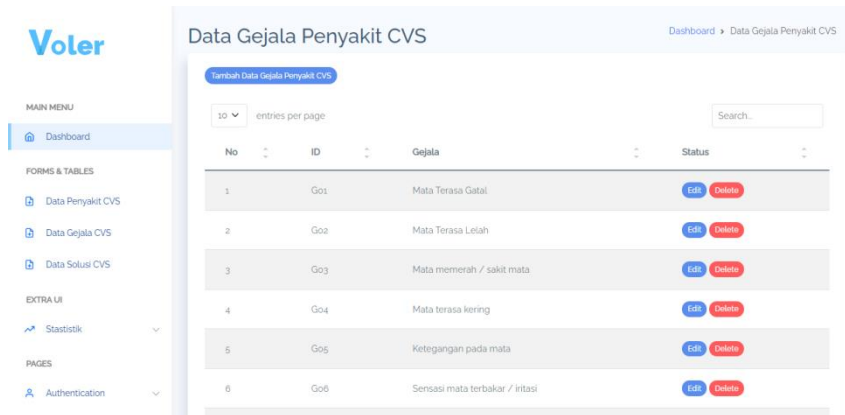 Voler
MAIN MENU
Dashboard
FORMS & TABLES
Data Penyakit CVS
Data Gejala CVS
Data Solusi CVS
EXTRA UI
Stastistik
PAGES
Authentication
Data Gejala Penyakit CVS
Dashboard › Data Gejala Penyakit CVS
Tambah Data Gejala Penyakit CVS
10 entries per page
Search...
No ID Gejala Status
1 G01 Mata Terasa Gatal Edit Delete
2 G02 Mata Terasa Lelah Edit Delete
3 G03 Mata memerah / sakit mata Edit Delete
4 G04 Mata terasa kering Edit Delete
5 G05 Ketegangan pada mata Edit Delete
6 G06 Sensasi mata terbakar / iritasi Edit Delete